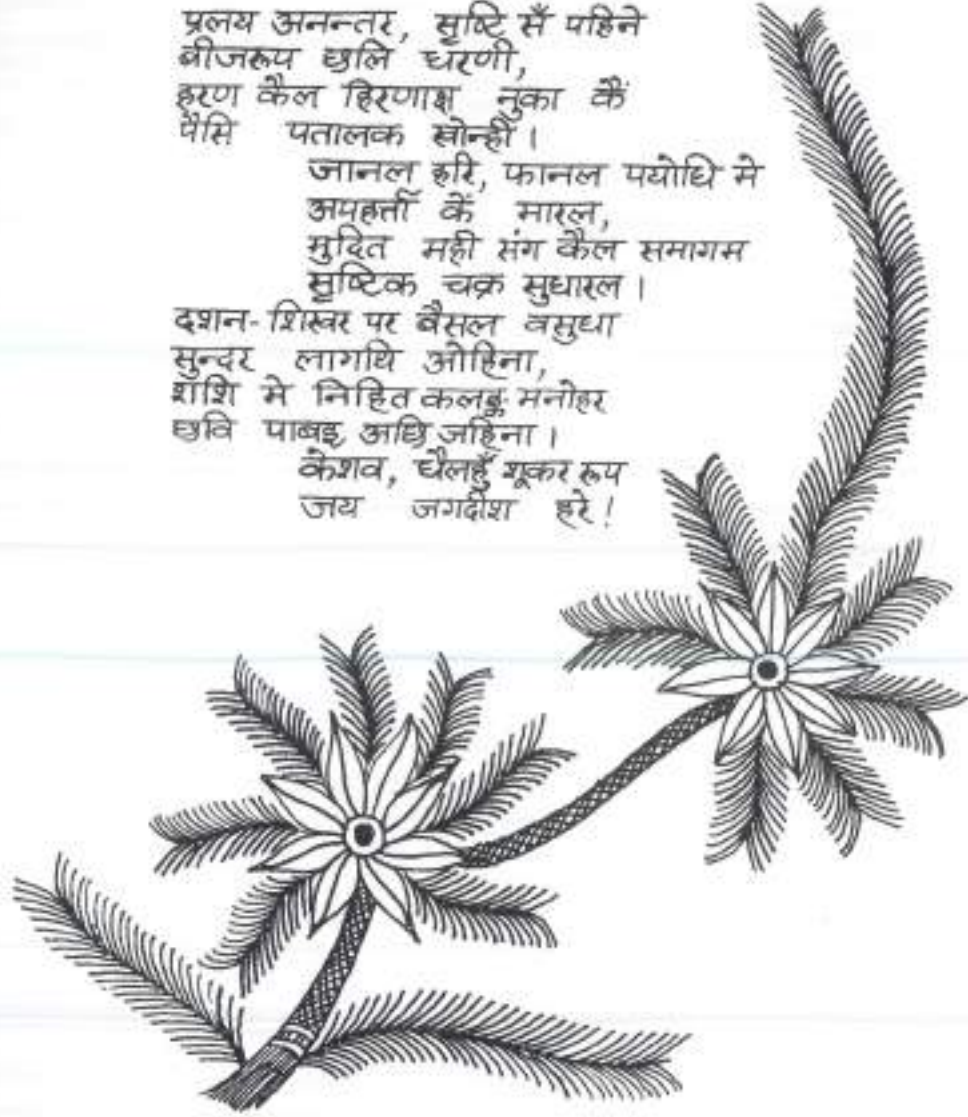 प्रलय अनन्तर, सृष्टि सँ पहिने
बीजरूप छलि धरणी,
हरण कैल हिरणाक्ष नुका कैं
पैसि पतालक खोन्ही।
जानल हरि, फानल पयोधि मे
अपहर्त्ता कें मारल,
मुदित मही संग कैल समागम
सृष्टिक चक्र सुधारल।
दशन-शिखर पर बैसल वसुधा
सुन्दर लागथि ओहिना,
शशि मे निहित कलङ्क मनोहर
छवि पाबइ अछि जहिना।
केशव, धैलहुँ शूकर रूप
जय जगदीश हरे!